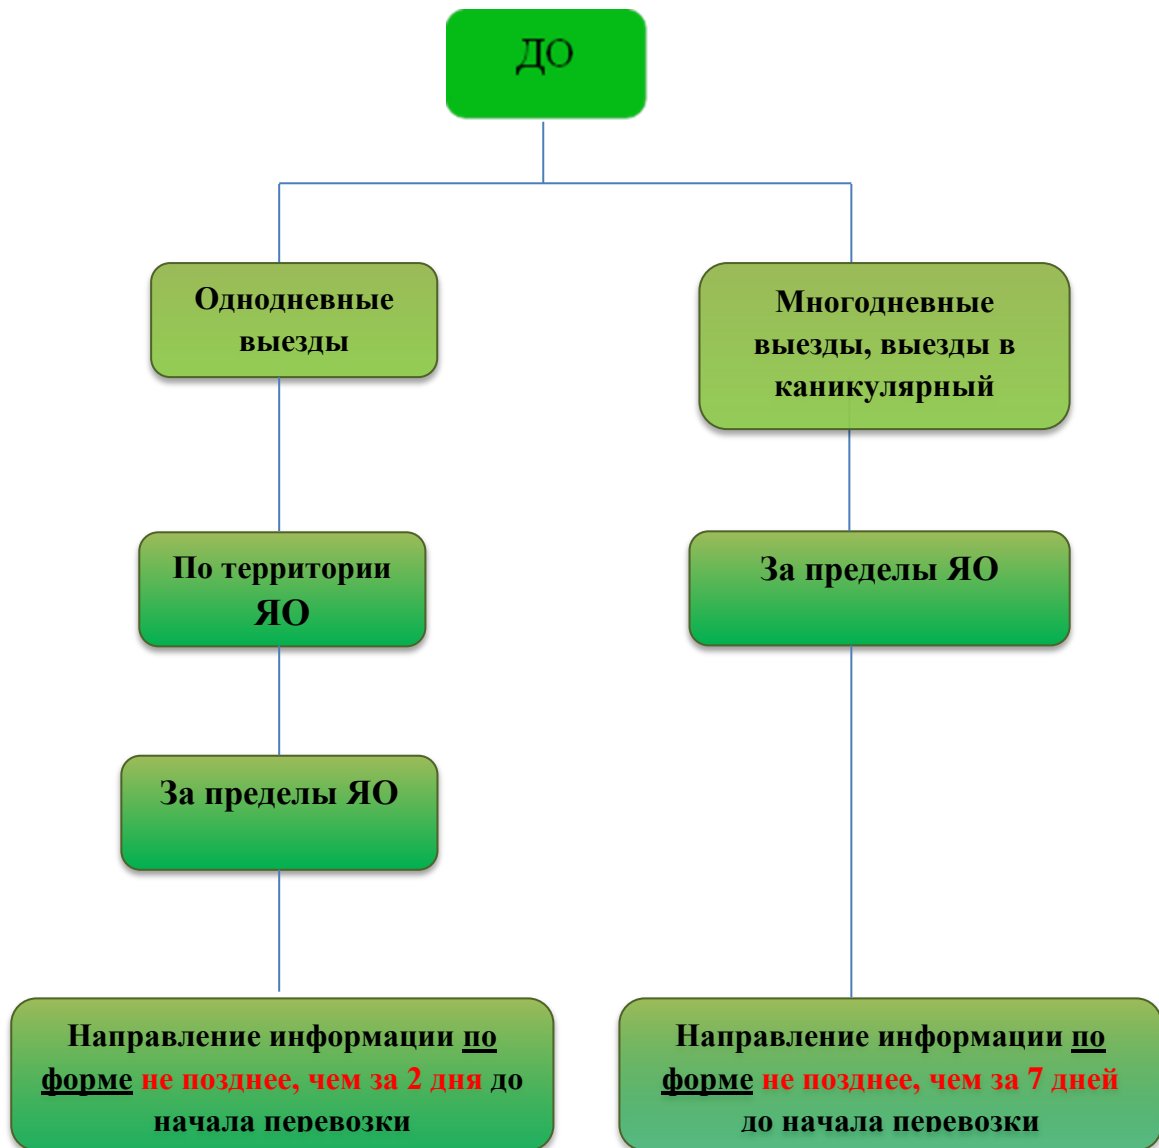 ДО
Однодневные
выезды
Многодневные
выезды, выезды в
каникулярный
По территории
ЯО
За пределы ЯО
За пределы ЯО
Направление информации по
форме не позднее, чем за 2 дня до
начала перевозки
Направление информации по
форме не позднее, чем за 7 дней
до начала перевозки